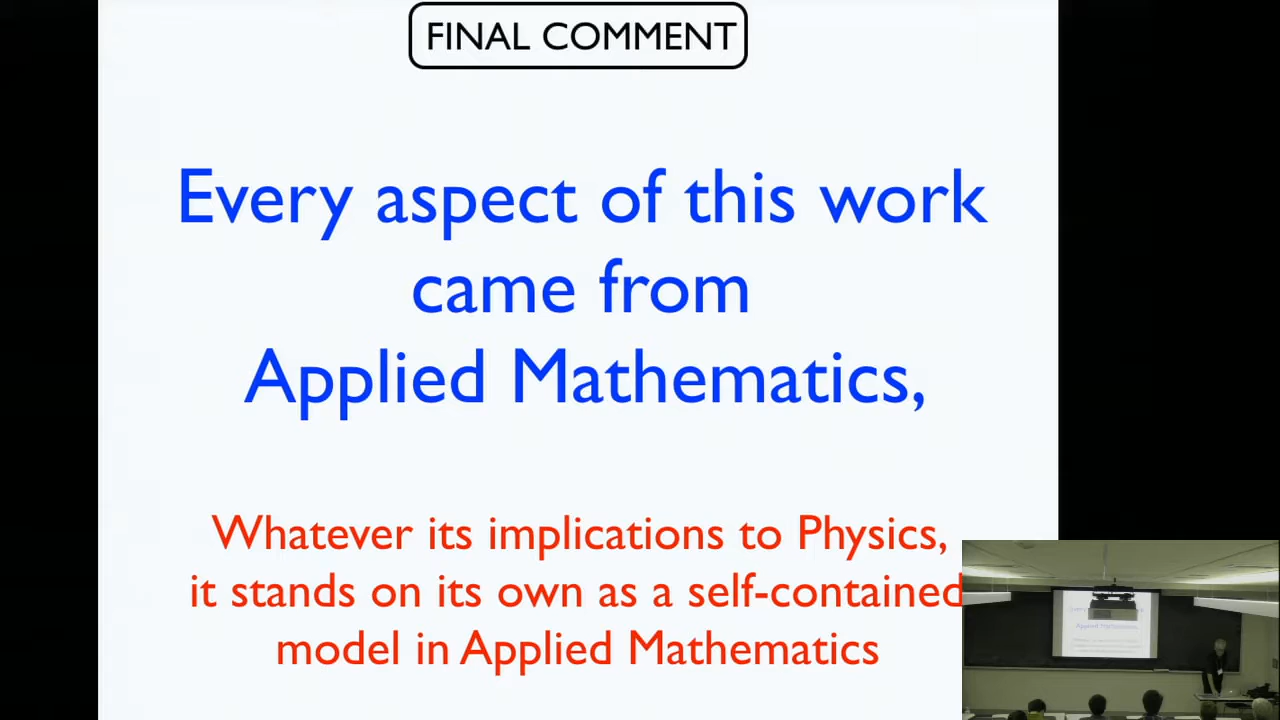 FINAL COMMENT
Every aspect of this work
came from
Applied Mathematics,
Whatever its implications to Physics,
it stands on its own as a self-contained
model in Applied Mathematics